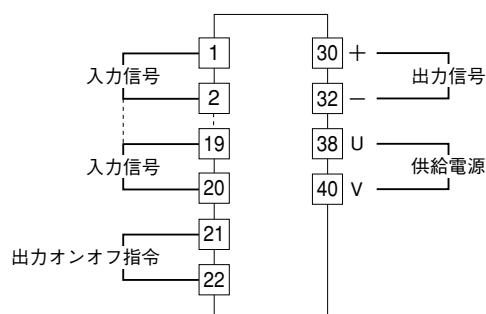 1
入力信号
2
19
入力信号
20
21
出力オンオフ指令
22
30 +
出力信号
32 −
38 U
供給電源
40 V